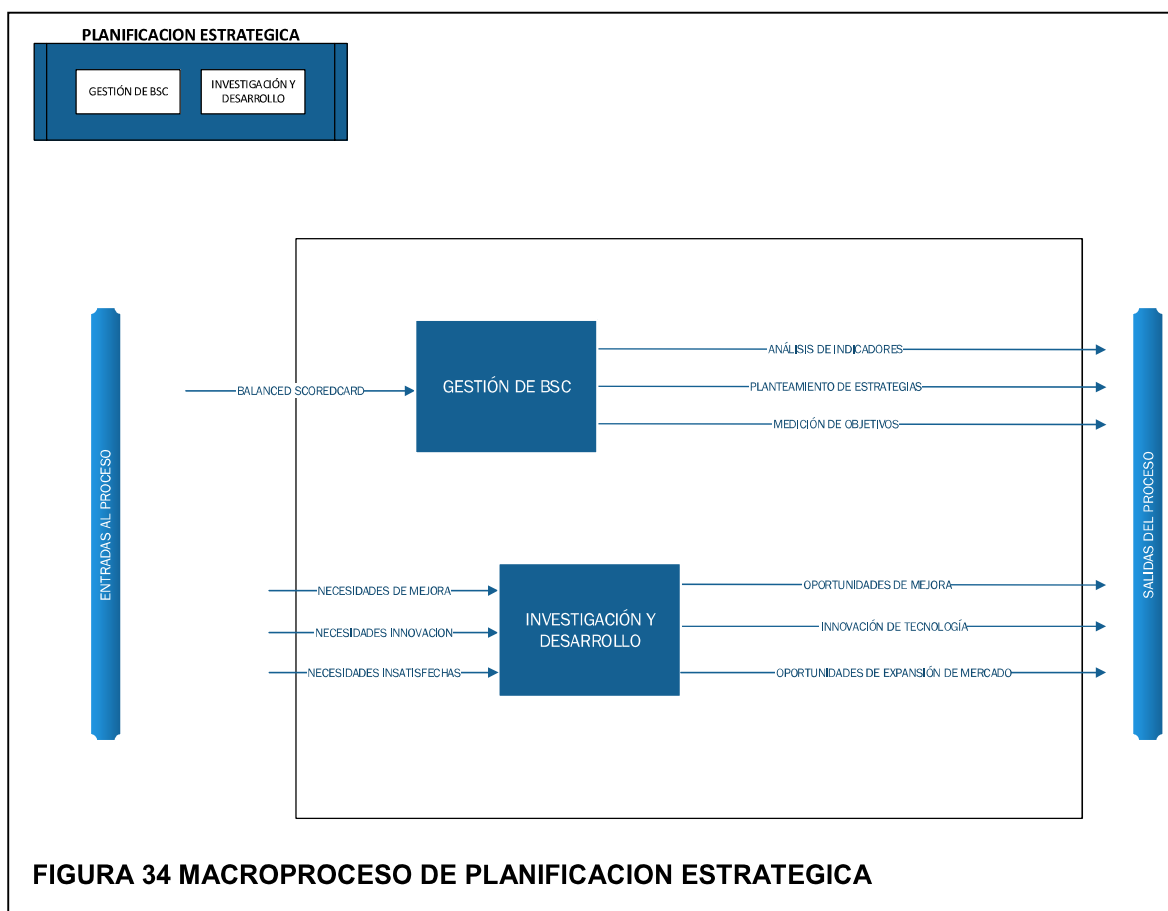 PLANIFICACION ESTRATEGICA
GESTIÓN DE BSC
INVESTIGACIÓN Y
DESARROLLO
ENTRADAS AL PROCESO
BALANCED SCOREDCARD
GESTIÓN DE BSC
ANÁLISIS DE INDICADORES
PLANTEAMIENTO DE ESTRATEGIAS
MEDICIÓN DE OBJETIVOS
NECESIDADES DE MEJORA
NECESIDADES INNOVACION
NECESIDADES INSATISFECHAS
INVESTIGACIÓN Y
DESARROLLO
OPORTUNIDADES DE MEJORA
INNOVACIÓN DE TECNOLOGÍA
OPORTUNIDADES DE EXPANSIÓN DE MERCADO
SALIDAS DEL PROCESO
FIGURA 34 MACROPROCESO DE PLANIFICACION ESTRATEGICA